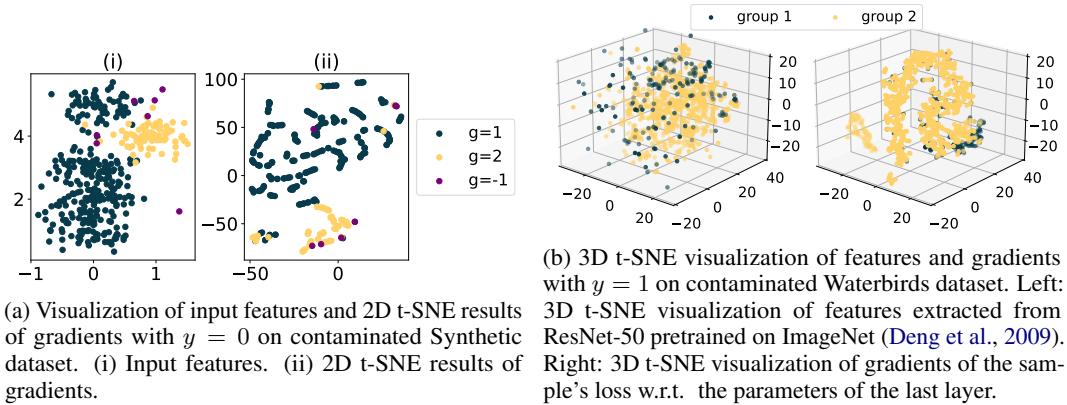 (i)
(ii)
4
2
−1
0
1
100
50
0
−50
−50
0
g=1
g=2
g=-1
(a) Visualization of input features and 2D t-SNE results
of gradients with y = 0 on contaminated Synthetic
dataset. (i) Input features. (ii) 2D t-SNE results of
gradients.
group 1
group 2
−20
0
20
−20
0
20
40
20
10
0
−10
−20
−20
0
20
−20
0
20
40
20
10
0
−10
−20
(b) 3D t-SNE visualization of features and gradients
with y = 1 on contaminated Waterbirds dataset. Left:
3D t-SNE visualization of features extracted from
ResNet-50 pretrained on ImageNet (Deng et al., 2009).
Right: 3D t-SNE visualization of gradients of the sam-
ple's loss w.r.t. the parameters of the last layer.